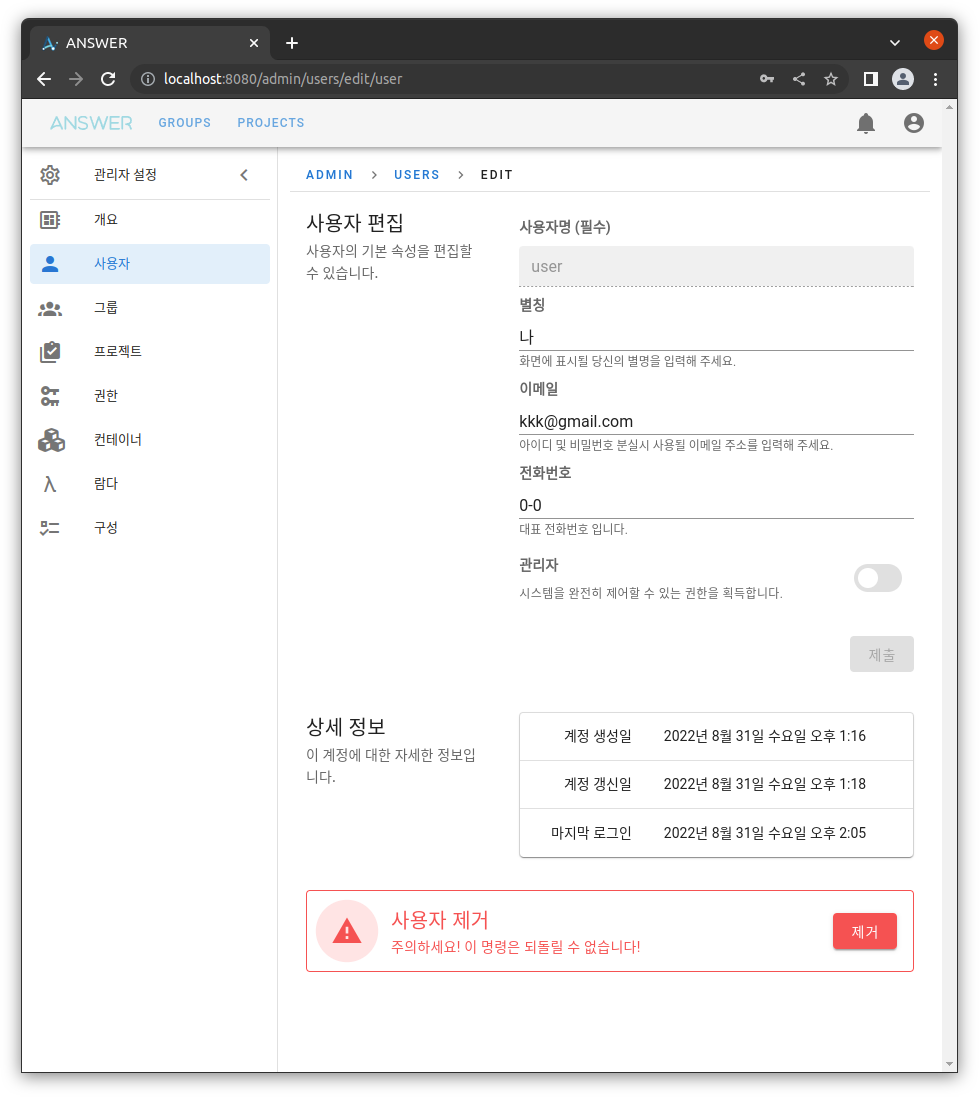 ANSWER
localhost:8080/admin/users/edit/user
ANSWER GROUPS PROJECTS
관리자 설정
개요
사용자
그룹
프로젝트
권한
컨테이너
람다
구성
ADMIN > USERS > EDIT
사용자 편집
사용자의 기본 속성을 편집할
수 있습니다.
사용자명 (필수)
user
별칭
나
화면에 표시될 당신의 별명을 입력해 주세요.
이메일
kkk@gmail.com
아이디 및 비밀번호 분실시 사용될 이메일 주소를 입력해 주세요.
전화번호
0-0
대표 전화번호 입니다.
관리자
시스템을 완전히 제어할 수 있는 권한을 획득합니다.
제출
상세 정보
이 계정에 대한 자세한 정보입
니다.
계정 생성일 2022년 8월 31일 수요일 오후 1:16
계정 갱신일 2022년 8월 31일 수요일 오후 1:18
마지막 로그인 2022년 8월 31일 수요일 오후 2:05
사용자 제거
주의하세요! 이 명령은 되돌릴 수 없습니다!
제거